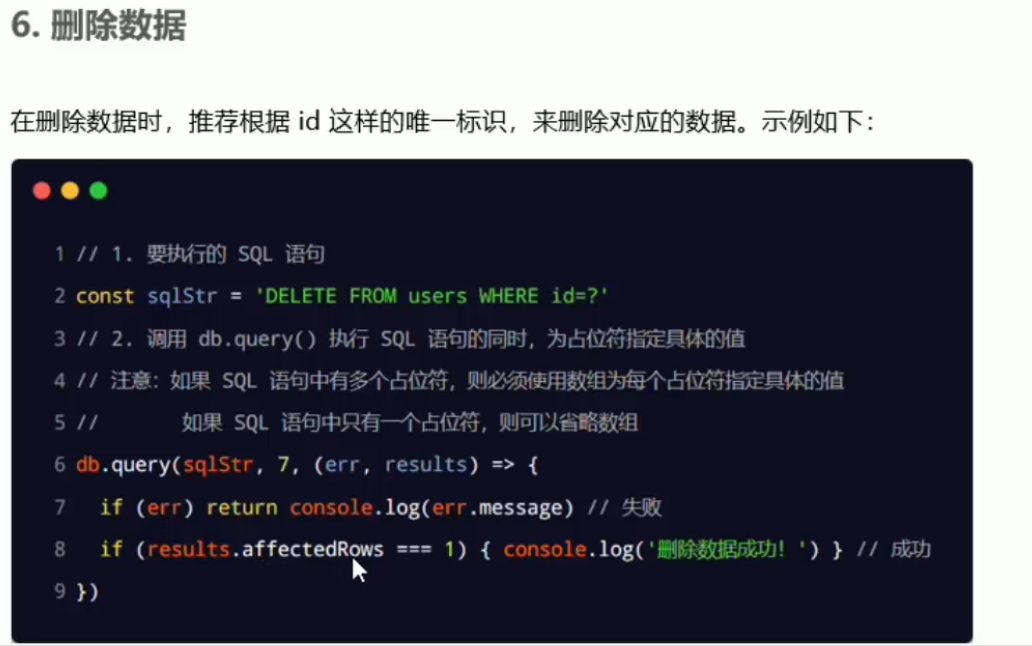 6. 删除数据
在删除数据时，推荐根据 id 这样的唯一标识，来删除对应的数据。示例如下：
1 // 1. 要执行的 SQL 语句
2 const sqlStr = 'DELETE FROM users WHERE id=?'
3 // 2. 调用 db.query() 执行 SQL 语句的同时，为占位符指定具体的值
4 // 注意：如果 SQL 语句中有多个占位符，则必须使用数组为每个占位符指定具体的值
5 //       如果 SQL 语句中只有一个占位符，则可以省略数组
6 db.query(sqlStr, 7, (err, results) => {
7   if (err) return console.log(err.message) // 失败
8   if (results.affectedRows === 1) { console.log('删除数据成功！') } // 成功
9 })